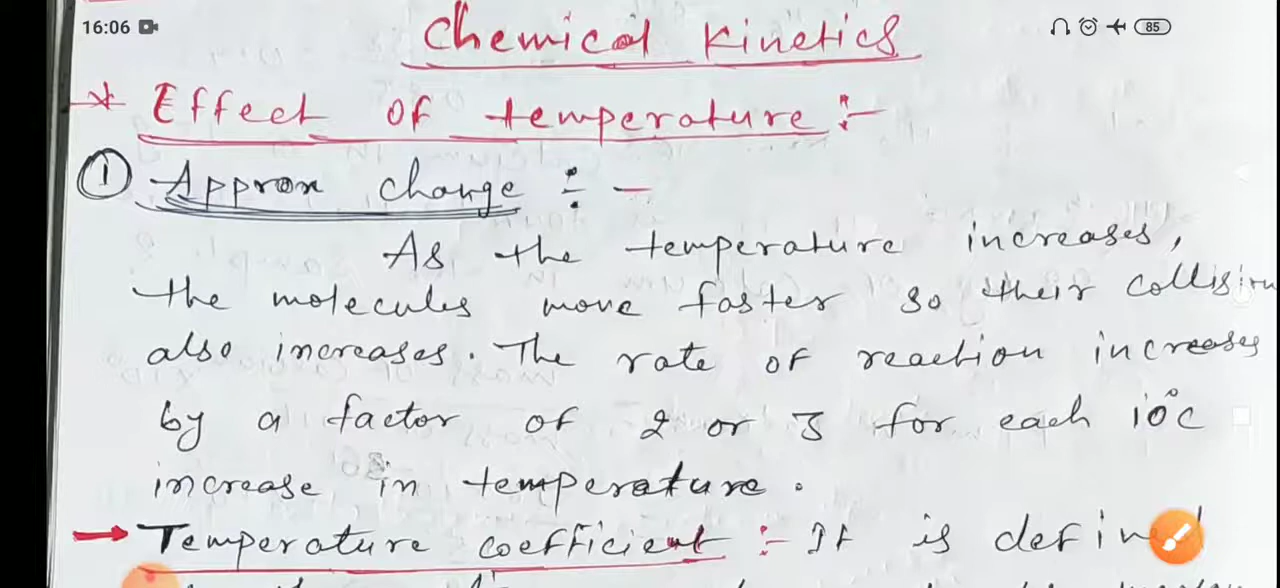 16:06
85
Chemical Kinetics
* Effect of temperature :-
① Approx change : -
As the temperature increases,
the molecules move faster so their collision
also increases. The rate of reaction increases
by a factor of 2 or 3 for each 10°c
increase in temperature.
→ Temperature coefficient :- It is defined